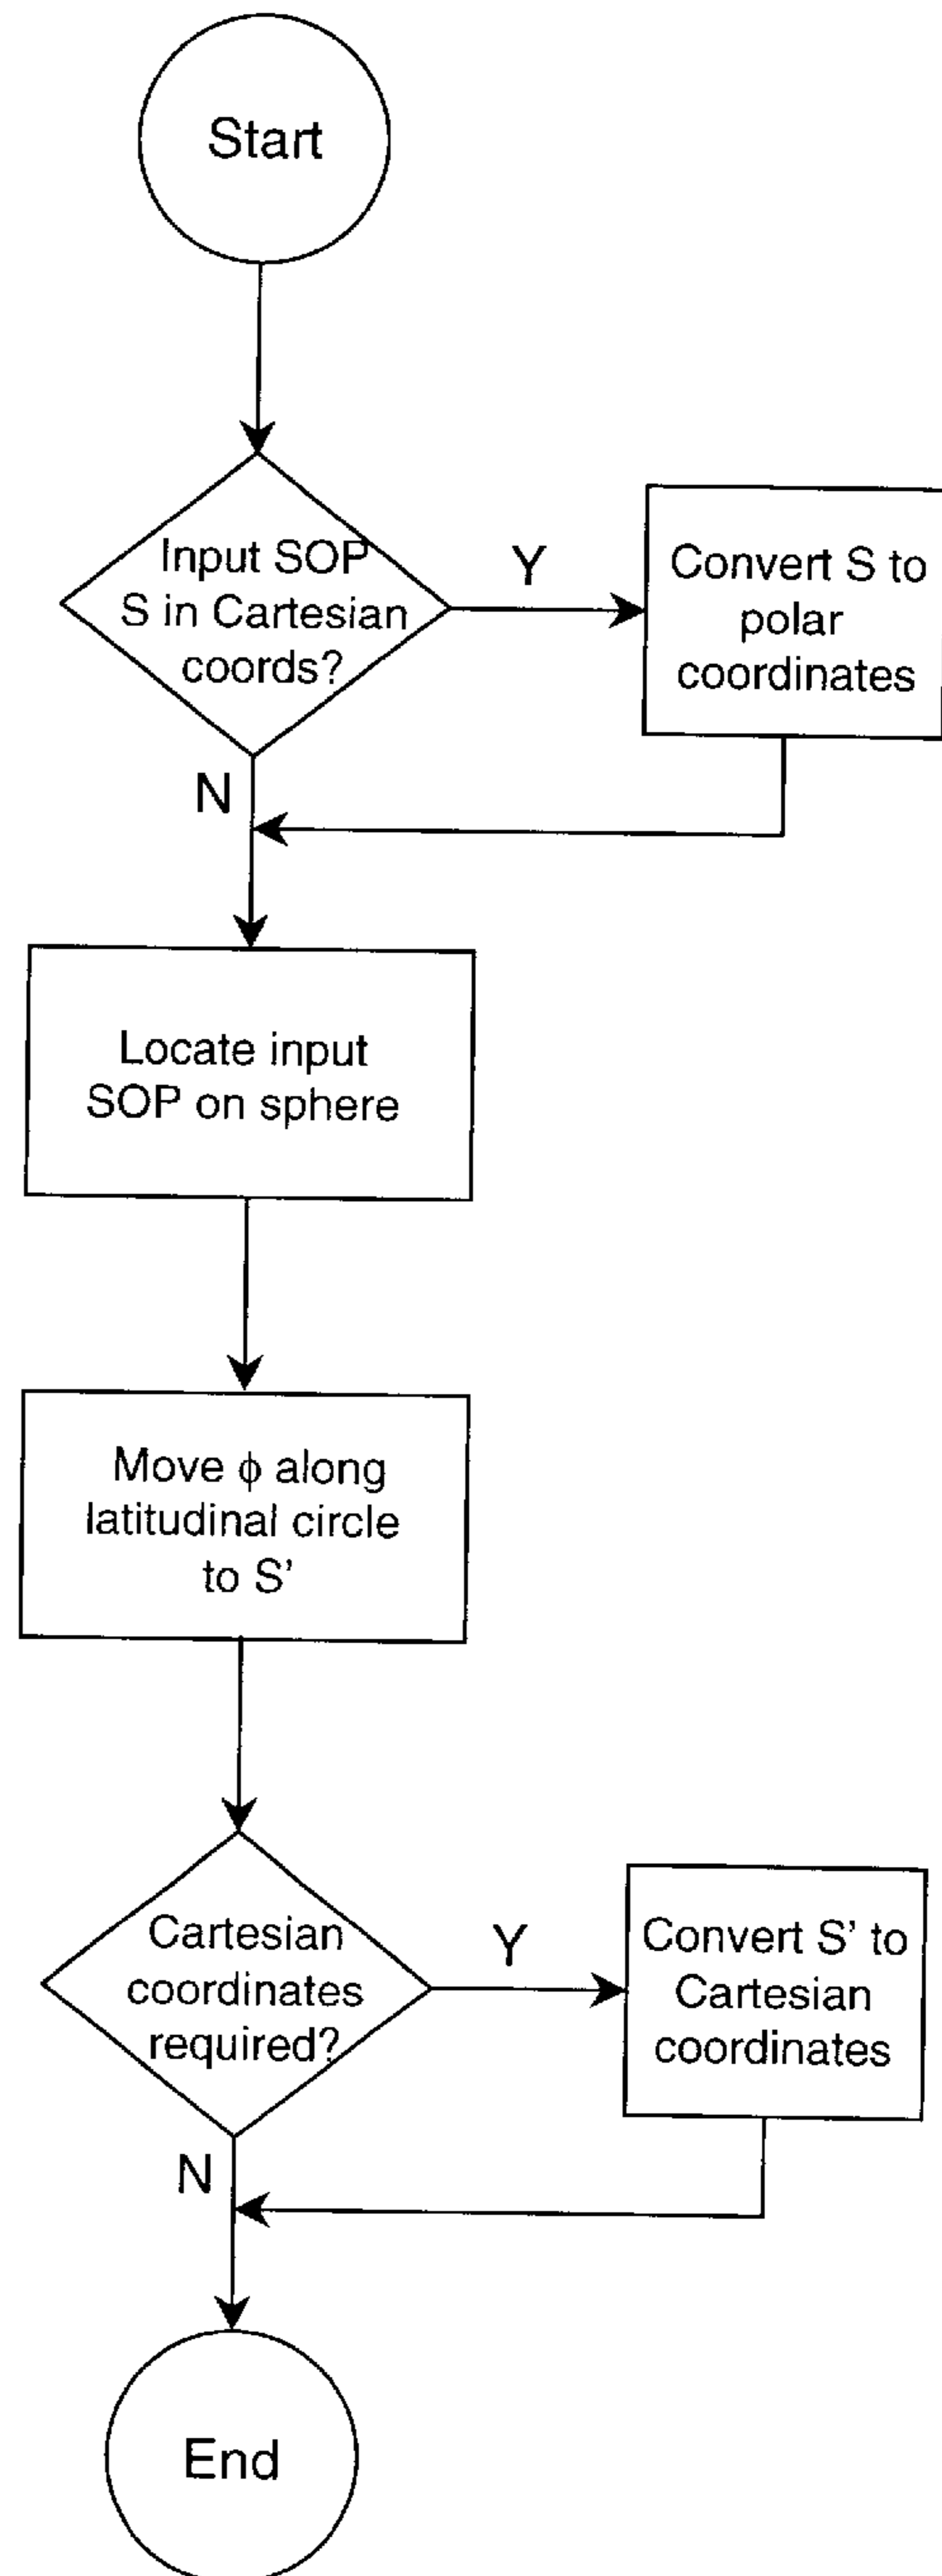 Start
Input SOP
S in Cartesian
coords?
Y
Convert S to
polar
coordinates
N
Locate input
SOP on sphere
Move ϕ along
latitudinal circle
to S’
Cartesian
coordinates
required?
Y
Convert S’ to
Cartesian
coordinates
N
End